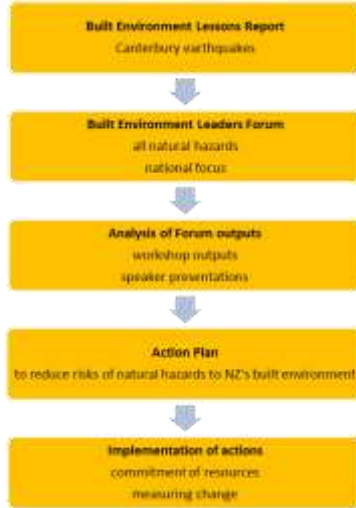 Built Environment Lessons Report
Canterbury earthquakes
Built Environment Leaders Forum
all natural hazards
national focus
Analysis of Forum outputs
workshop outputs
speaker presentations
Action Plan
to reduce risks of natural hazards to NZ's built environment
Implementation of actions
commitment of resources
measuring change